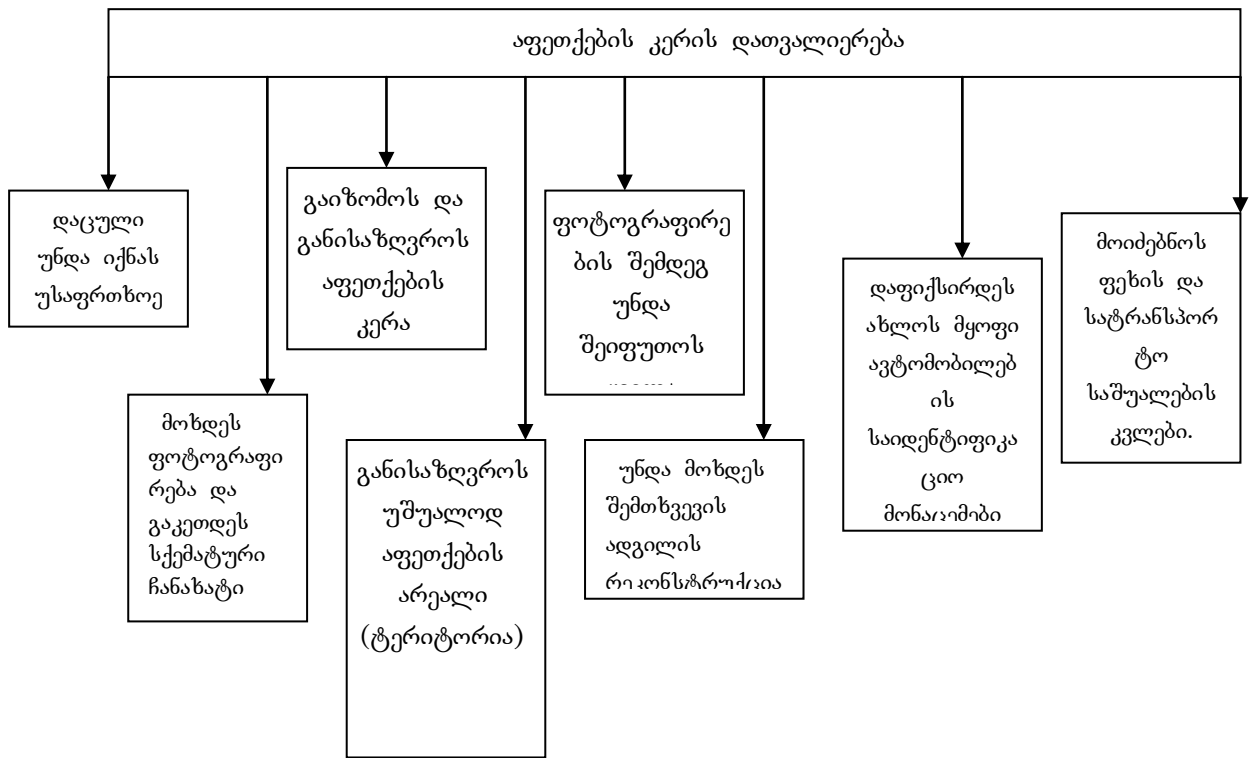 აფეთქების კერის დათვალიერება
დაცული
უნდა იქნას
უსაფრთხოე
მოხდეს
ფოტოგრაფი
რება და
გაკეთდეს
სქემატური
ჩანახატი
გაიზომოს და
განისაზღვროს
აფეთქების
კერა
განისაზღვროს
უშუალოდ
აფეთქების
არეალი
(ტერიტორია)
ფოტოგრაფირე
ბის შემდეგ
უნდა
შეიფუთოს
უნდა მოხდეს
შემთხვევის
ადგილის
რეკონსტრუქცია
დაფიქსირდეს
ახლოს მყოფი
ავტომობილებ
ის
საიდენტიფიკა
ციო
მონაცემები
მოიძებნოს
ფეხის და
სატრანსპორ
ტო
საშუალების
კვლები.